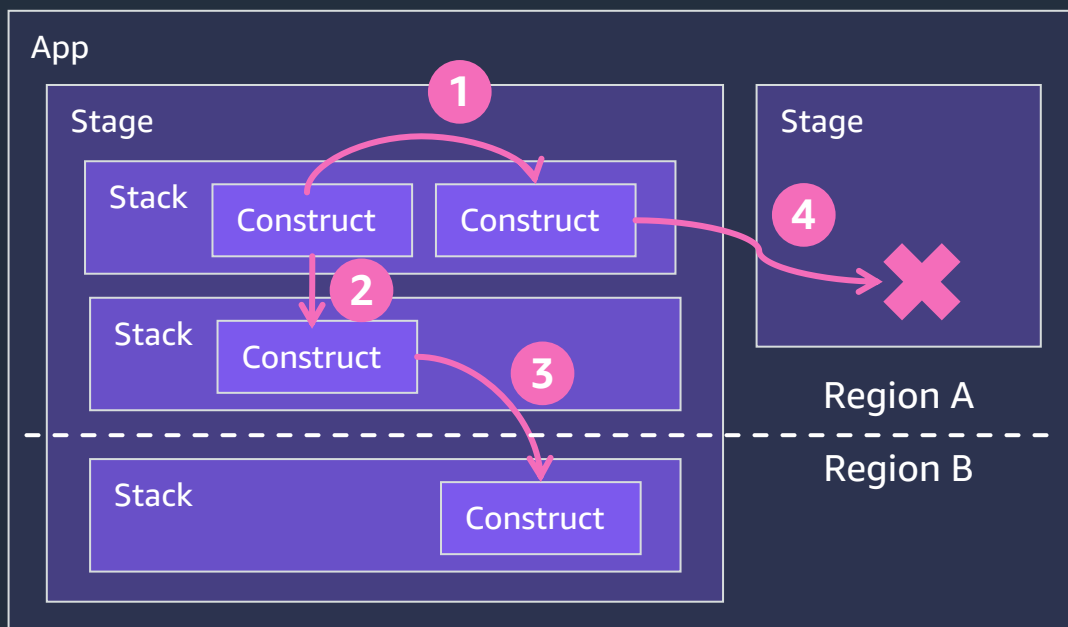 App
1
Stage
Stage
Stack
Construct
Construct
4
2
Stack
Construct
3
Region A
Region B
Stack
Construct